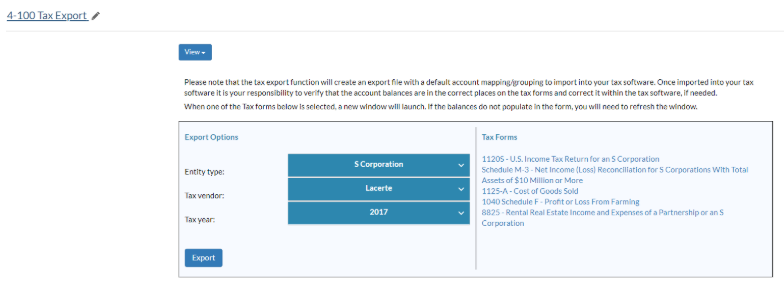 4-100 Tax Export
View
Please note that the tax export function will create an export file with a default account mapping/grouping to import into your tax software. Once imported into your tax
software it is your responsibility to verify that the account balances are in the correct places on the tax forms and correct it within the tax software, if needed.
When one of the Tax forms below is selected, a new window will launch. If the balances do not populate in the form, you will need to refresh the window.
Export Options
Entity type:
S Corporation
Tax vendor:
Lacerte
Tax year:
2017
Export
Tax Forms
1120S - U.S. Income Tax Return for an S Corporation
Schedule M-3 - Net Income (Loss) Reconciliation for S Corporations With Total
Assets of $10 Million or More
1125-A - Cost of Goods Sold
1040 Schedule F - Profit or Loss From Farming
8825 - Rental Real Estate Income and Expenses of a Partnership or an S
Corporation